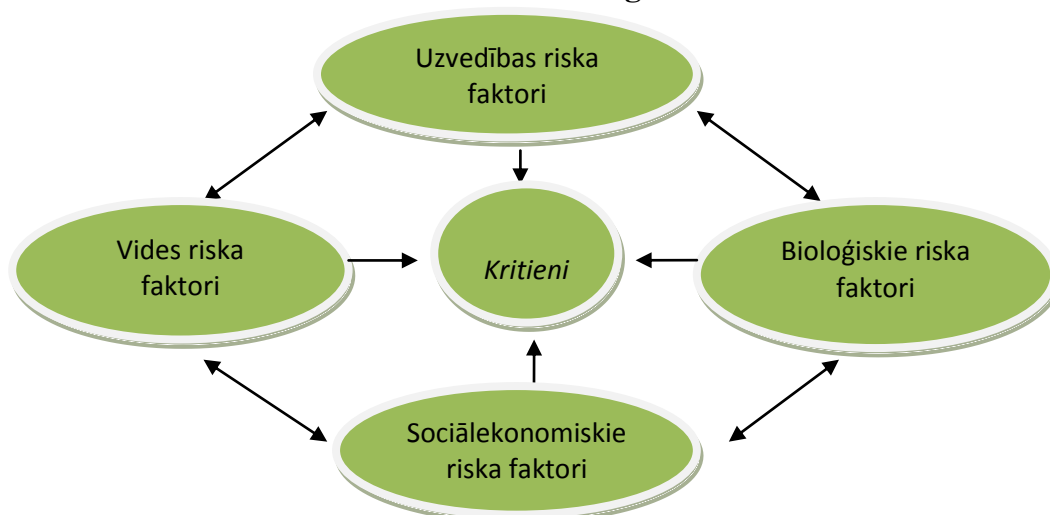 Uzvedības riska
faktori
Vides riska
faktori
Kritieni
Bioloģiskie riska
faktori
Sociālekonomiskie
riska faktori